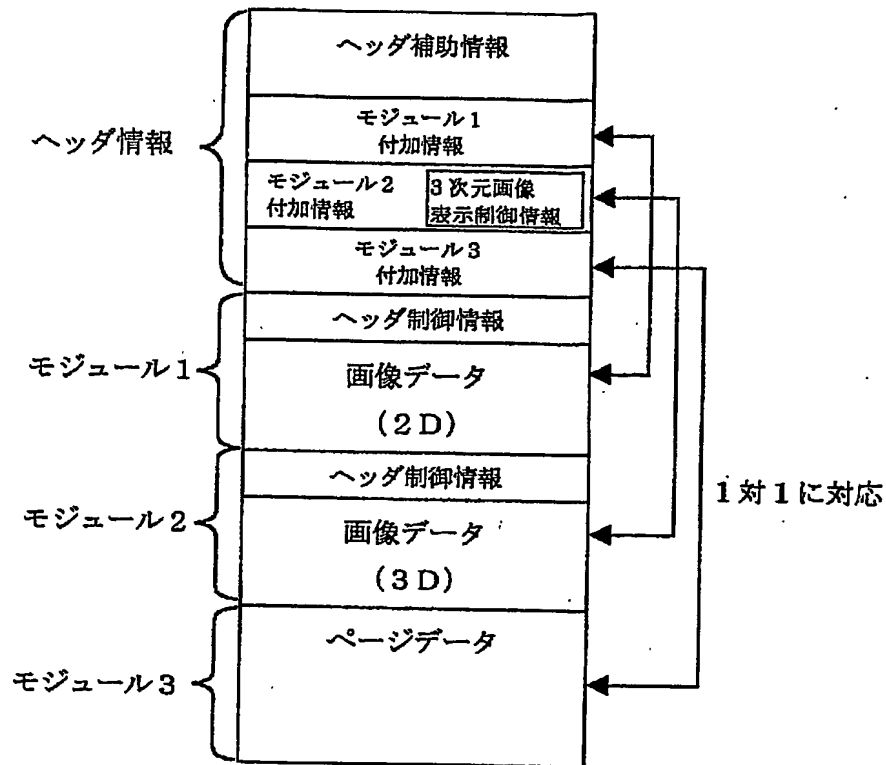 ヘッダ補助情報
ヘッダ情報
モジュール1
付加情報
モジュール2
付加情報
3次元画像
表示制御情報
モジュール3
付加情報
ヘッダ制御情報
モジュール1
画像データ
(2D)
ヘッダ制御情報
モジュール2
画像データ
(3D)
1対1に対応
ページデータ
モジュール3